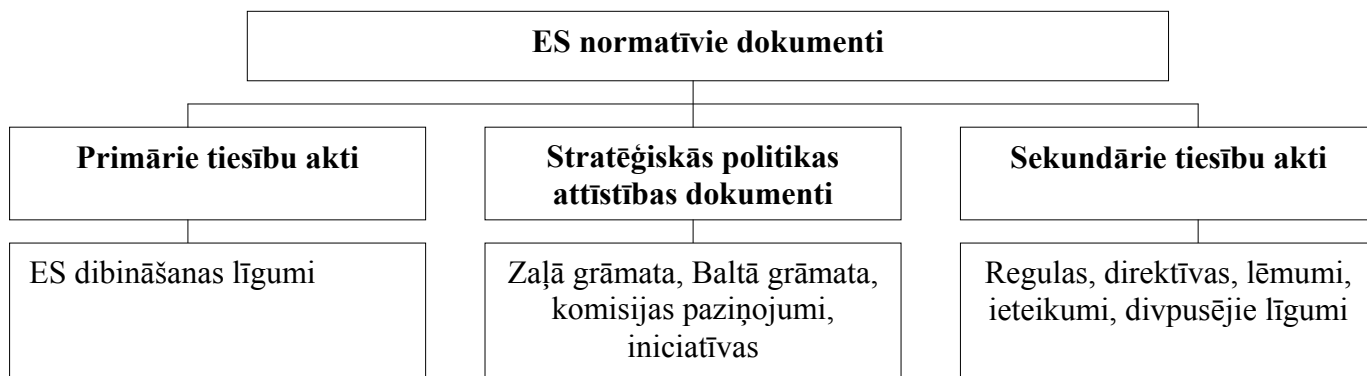 ES normatīvie dokumenti
Primārie tiesību akti
Stratēģiskās politikas
attīstības dokumenti
Sekundārie tiesību akti
ES dibināšanas līgumi
Zaļā grāmata, Baltā grāmata,
komisijas paziņojumi,
iniciatīvas
Regulas, direktīvas, lēmumi,
ieteikumi, divpusējie līgumi